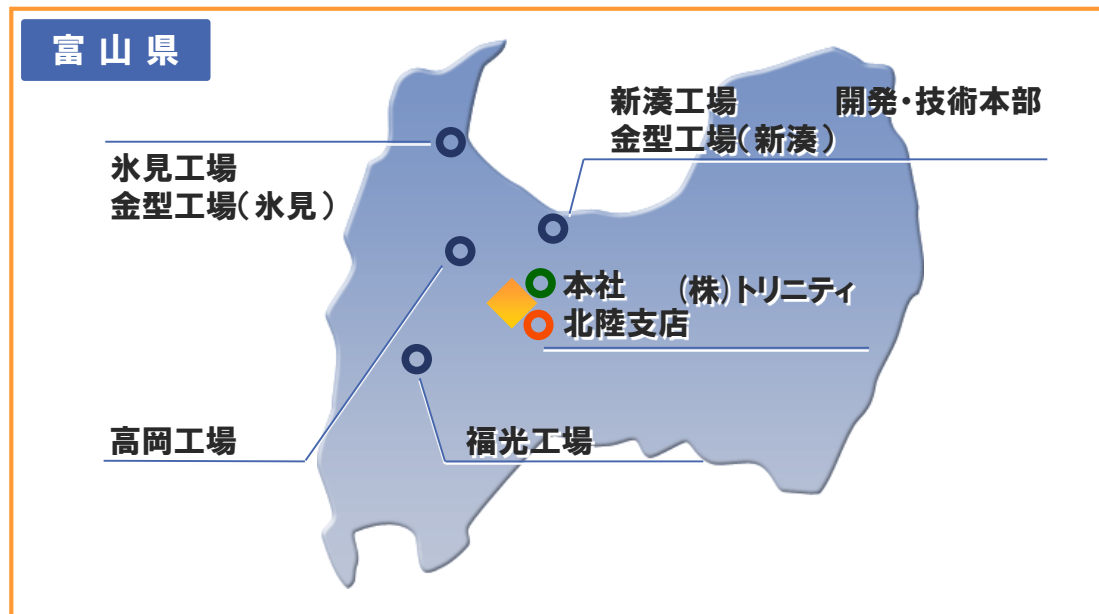 富山県
新湊工場 開発・技術本部
金型工場(新湊)
氷見工場
金型工場(氷見)
本社 (株)トリニティ
北陸支店
高岡工場
福光工場